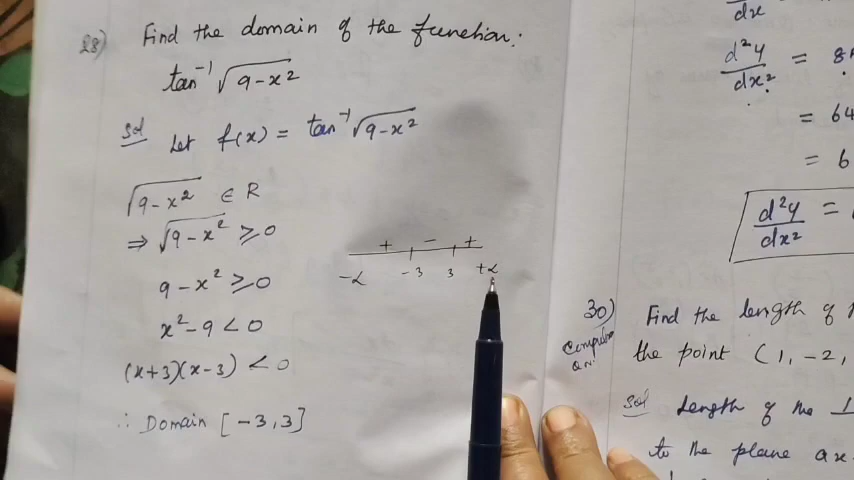 28) Find the domain of the function:
tan⁻¹ √(9-x²)
Sol Let f(x) = tan⁻¹ √(9-x²)
√(9-x²) ∈ R
⇒ √(9-x²) ≥ 0
9-x² ≥ 0
x²-9 < 0
(x+3)(x-3) < 0
∴ Domain [-3,3]
+ - +
-∝ -3 3 +∝
dx
d²y/dx² = 8
= 64
= 6
d²y/dx² =
30) Find the length of
the point (1, -2,
Sol Length of the ⊥
to the plane ax